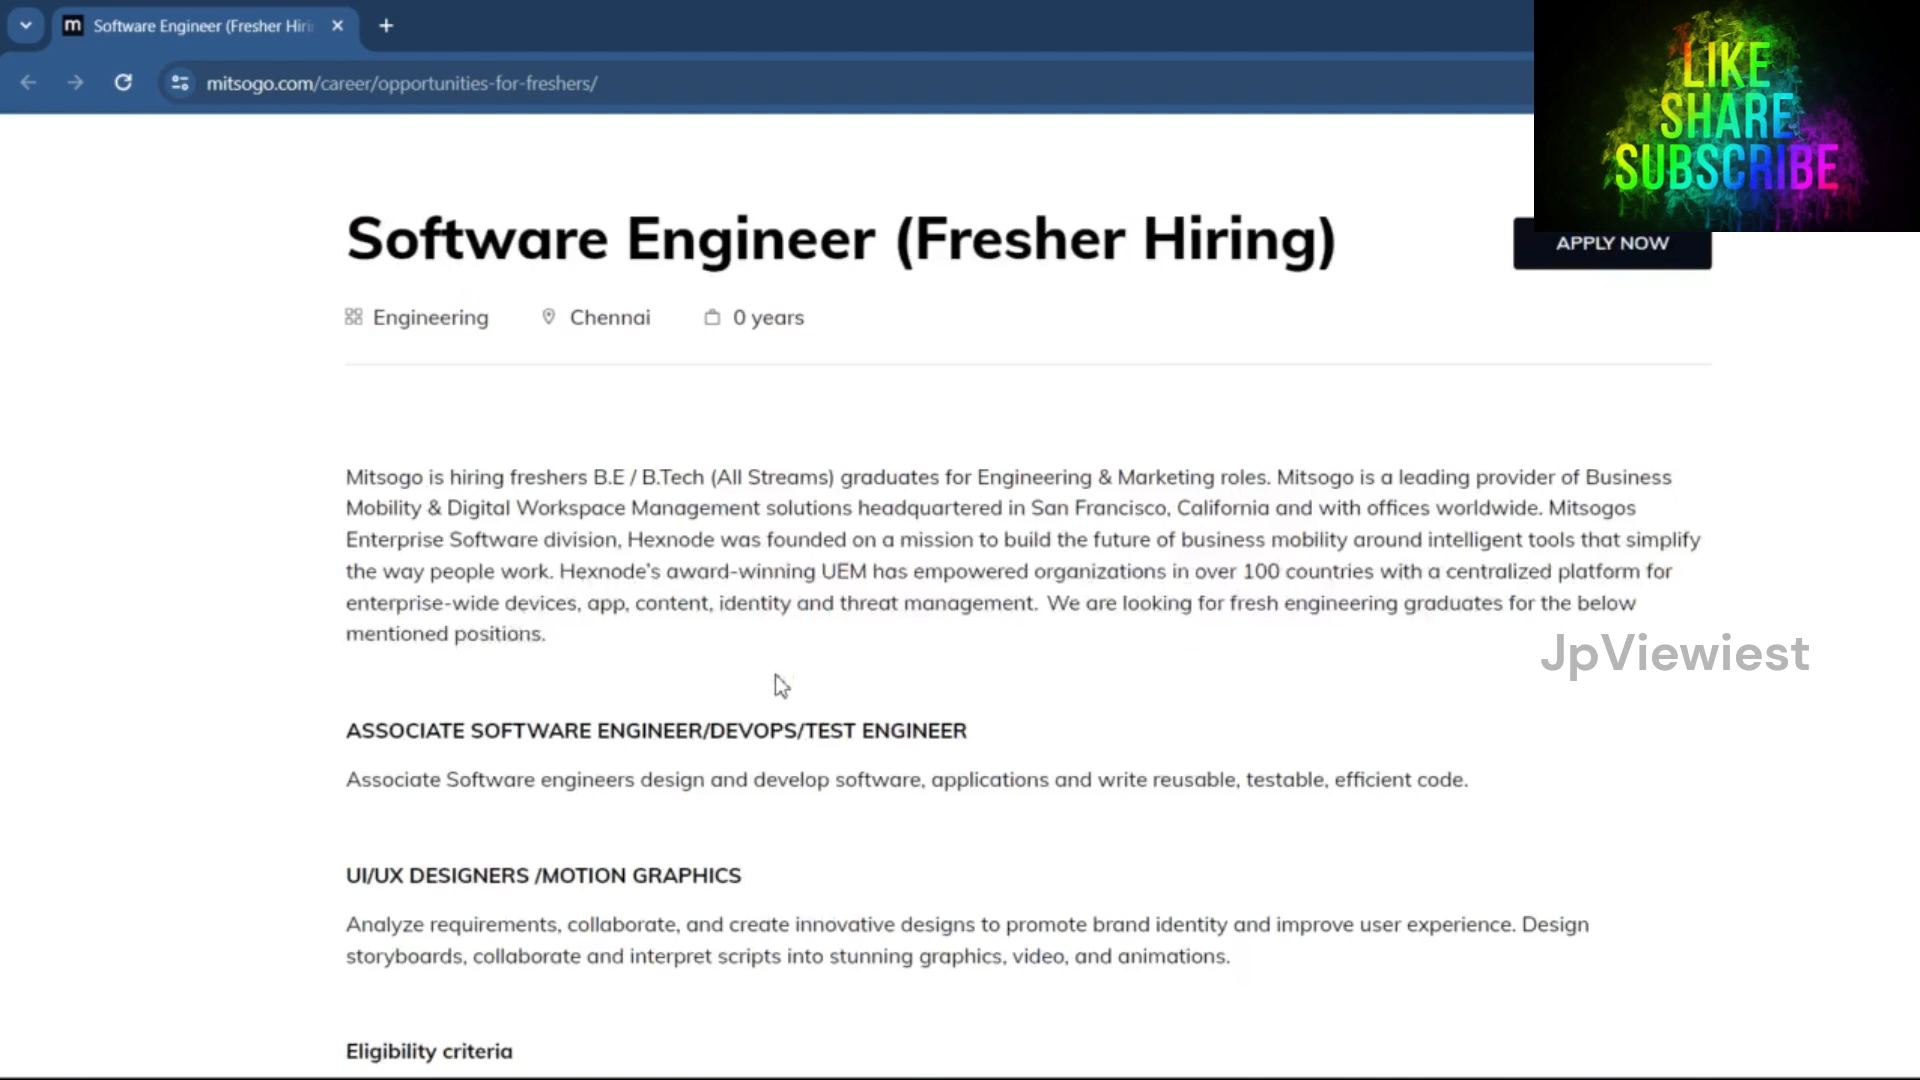 m Software Engineer (Fresher Hiri
mitsogo.com/career/opportunities-for-freshers/
LIKE
SHARE
SUBSCRIBE
Software Engineer (Fresher Hiring)
APPLY NOW
Engineering Chennai 0 years
Mitsogo is hiring freshers B.E / B.Tech (All Streams) graduates for Engineering & Marketing roles. Mitsogo is a leading provider of Business
Mobility & Digital Workspace Management solutions headquartered in San Francisco, California and with offices worldwide. Mitsogos
Enterprise Software division, Hexnode was founded on a mission to build the future of business mobility around intelligent tools that simplify
the way people work. Hexnode's award-winning UEM has empowered organizations in over 100 countries with a centralized platform for
enterprise-wide devices, app, content, identity and threat management. We are looking for fresh engineering graduates for the below
mentioned positions.
JpViewiest
ASSOCIATE SOFTWARE ENGINEER/DEVOPS/TEST ENGINEER
Associate Software engineers design and develop software, applications and write reusable, testable, efficient code.
UI/UX DESIGNERS /MOTION GRAPHICS
Analyze requirements, collaborate, and create innovative designs to promote brand identity and improve user experience. Design
storyboards, collaborate and interpret scripts into stunning graphics, video, and animations.
Eligibility criteria